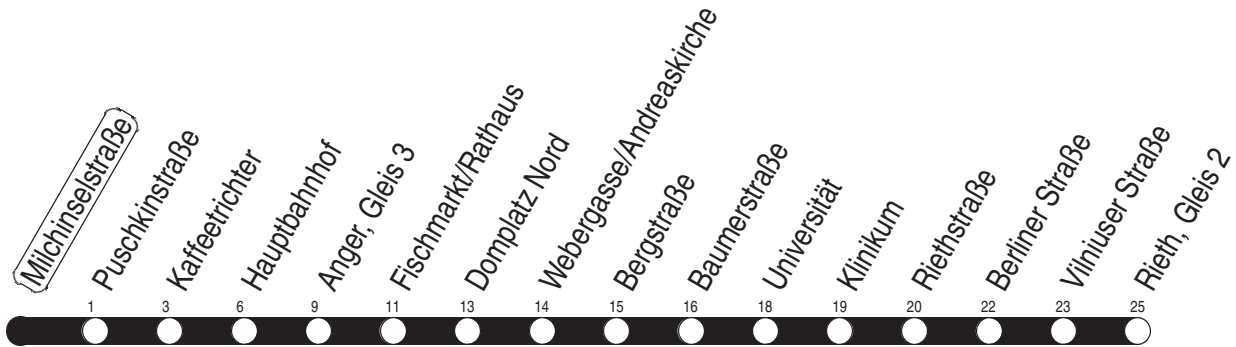 Milchinselstraße
Puschkinstraße
Kaffeetrichter
Hauptbahnhof
Anger, Gleis 3
Fischmarkt/Rathaus
Domplatz Nord
Webergasse/Andreaskirche
Bergstraße
Baumerstraße
Universität
Klinikum
Riethstraße
Berliner Straße
Vilniuser Straße
Rieth, Gleis 2
1 3 6 9 11 13 14 15 16 18 19 20 22 23 25